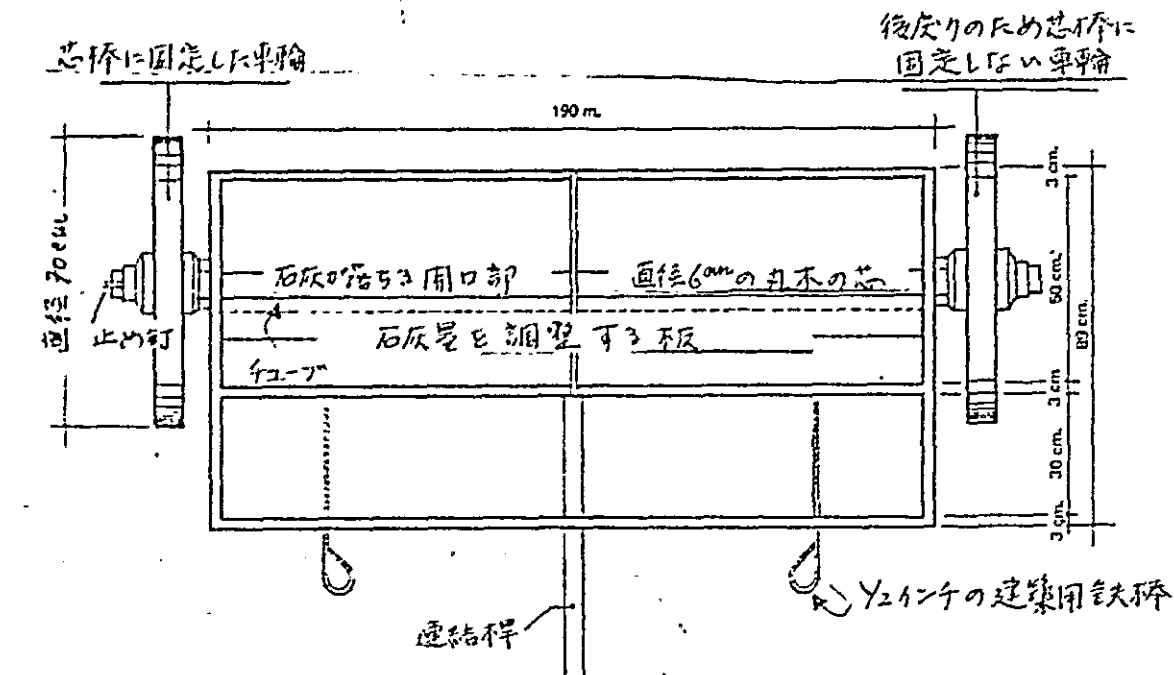 後戻りのため芯棒に
固定しない車輪
芯棒に固定した車輪
190 m.
3 cm.
直径 70cm
石灰が落ちる開口部
直径6cmの丸木の芯
50 cm.
89 cm.
止め釘
石灰量を調整する板
チューブ
3 cm
30 cm.
3 cm.
1/2インチの建築用鉄棒
連結桿